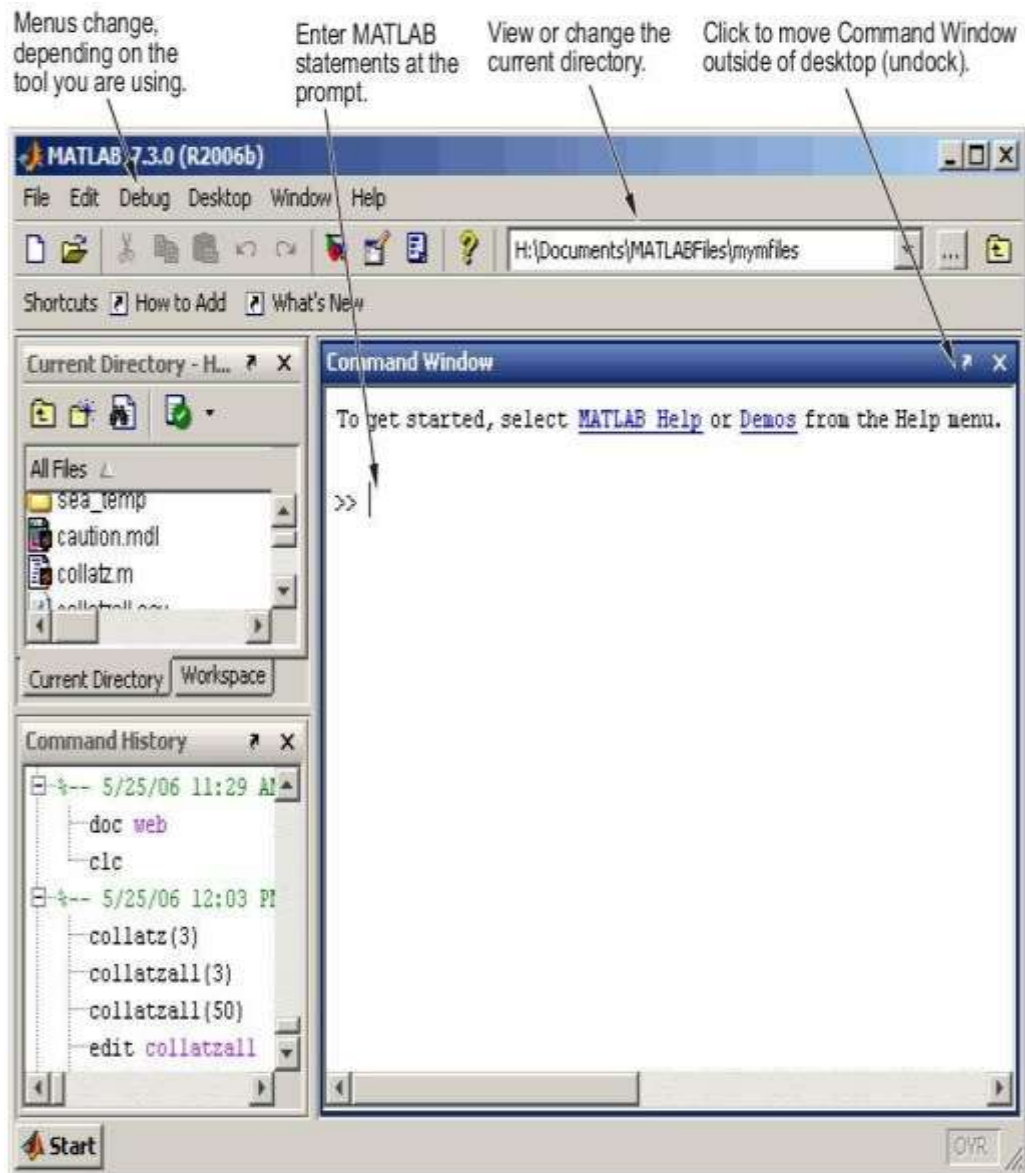 Menus change,
depending on the
tool you are using.
Enter MATLAB
statements at the
prompt.
View or change the
current directory.
Click to move Command Window
outside of desktop (undock).
MATLAB 7.3.0 (R2006b)
File Edit Debug Desktop Window Help
H:\Documents\MATLABFiles\mymfiles
...
Shortcuts How to Add What's New
Current Directory - H...
All Files
sea_temp
caution.mdl
collatz.m
Current Directory Workspace
Command History
%-- 5/25/06 11:29 AM
doc web
clc
%-- 5/25/06 12:03 PM
collatz(3)
collatzall(3)
collatzall(50)
edit collatzall
Command Window
To get started, select MATLAB Help or Demos from the Help menu.
>>
Start
OVR